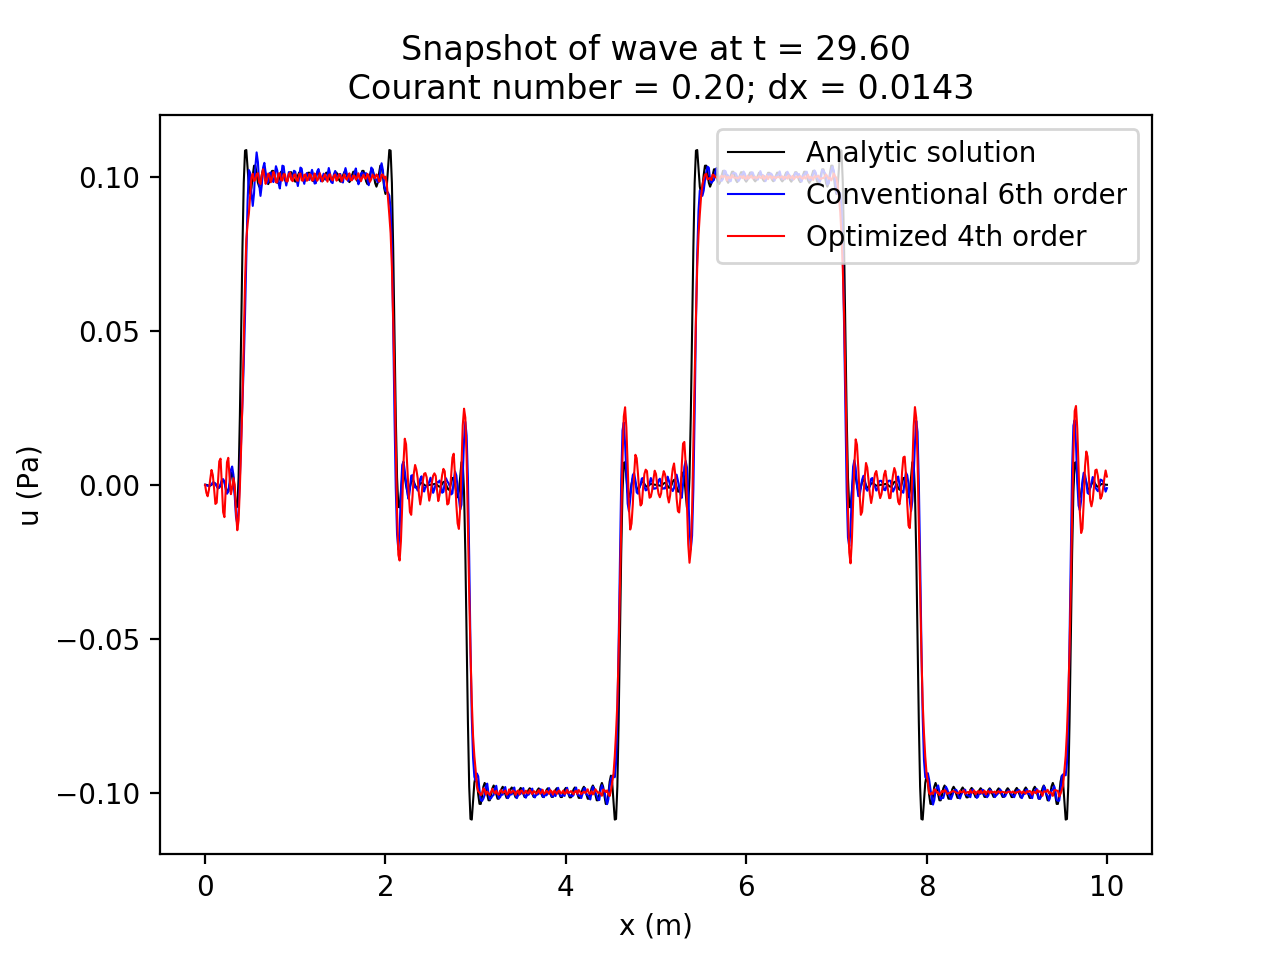 Snapshot of wave at t = 29.60
Courant number = 0.20; dx = 0.0143
Analytic solution
Conventional 6th order
Optimized 4th order
0.10
0.05
0.00
−0.05
−0.10
u (Pa)
0 2 4 6 8 10
x (m)